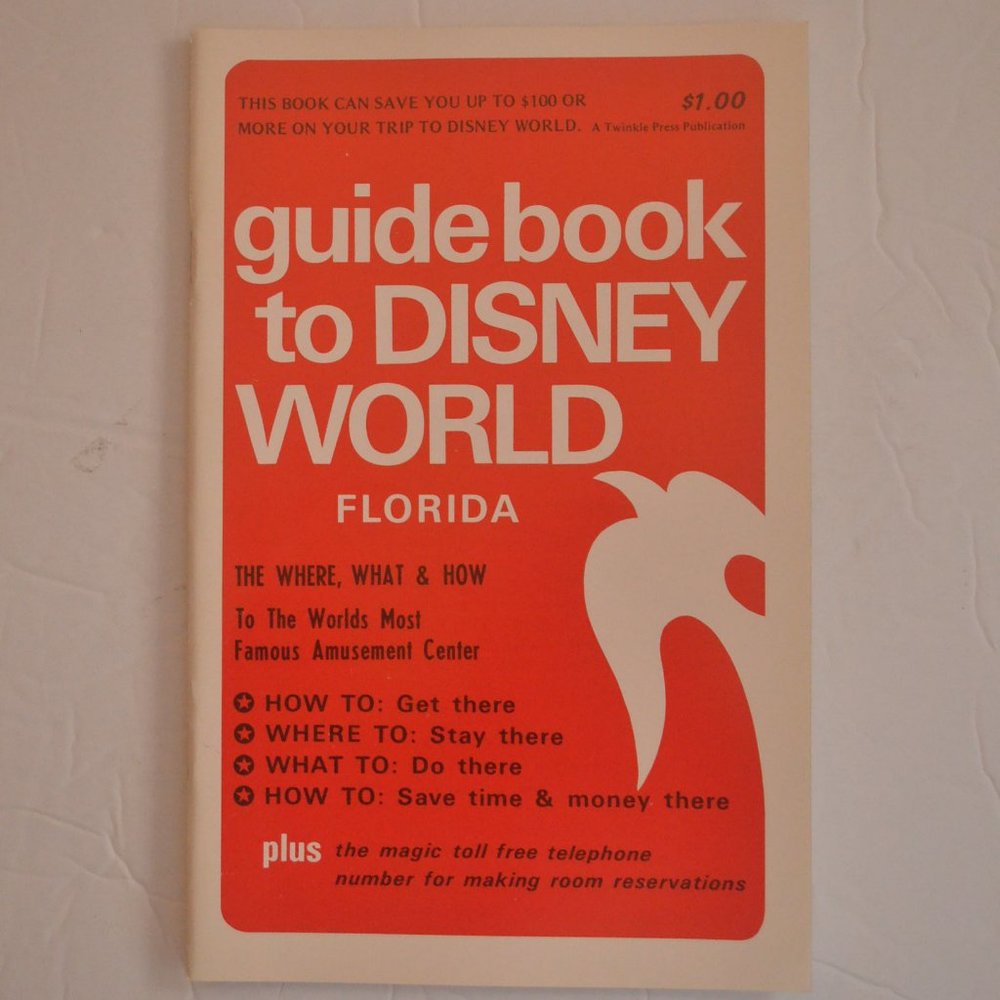 THIS BOOK CAN SAVE YOU UP TO $100 OR
MORE ON YOUR TRIP TO DISNEY WORLD.
$1.00
A Twinkle Press Publication
guide book
to DISNEY
WORLD
FLORIDA
THE WHERE, WHAT & HOW
To The Worlds Most
Famous Amusement Center
HOW TO: Get there
WHERE TO: Stay there
WHAT TO: Do there
HOW TO: Save time & money there
plus the magic toll free telephone
number for making room reservations